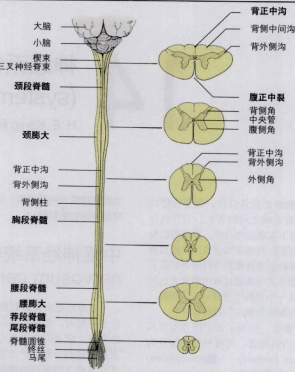 大脑
小脑
楔束
三叉神经脊束
颈段脊髓
颈膨大
背正中沟
背外侧沟
背侧柱
胸段脊髓
腰段脊髓
腰膨大
荐段脊髓
尾段脊髓
脊髓圆锥
终丝
马尾
背正中沟
背侧中间沟
背外侧沟
腹正中裂
背侧角
中央管
腹侧角
背正中沟
背外侧沟
外侧角